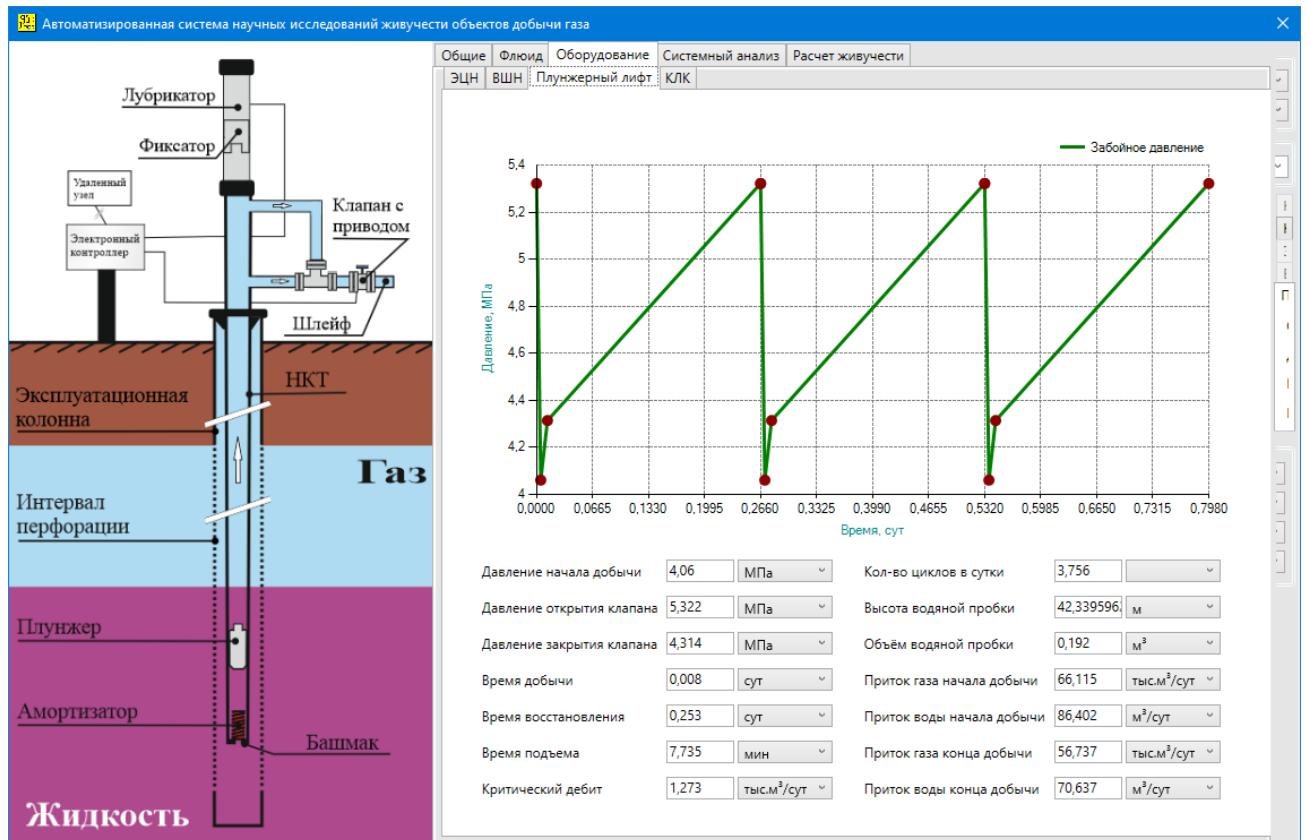 Автоматизированная система научных исследований живучести объектов добычи газа
Лубрикатор
Фиксатор
Удаленный
узел
Электронный
контроллер
Клапан с
приводом
Шлейф
НКТ
Эксплуатационная
колонна
Газ
Интервал
перфорации
Плунжер
Амортизатор
Башмак
Жидкость
Общие Флюид Оборудование Системный анализ Расчет живучести
ЭЦН ВШН Плунжерный лифт КЛК
Забойное давление
5,4
5,2
5
4,8
4,6
4,4
4,2
4
Давление, МПа
0,0000 0,0665 0,1330 0,1995 0,2660 0,3325 0,3990 0,4655 0,5320 0,5985 0,6650 0,7315 0,7980
Время, сут
Давление начала добычи 4,06 МПа
Давление открытия клапана 5,322 МПа
Давление закрытия клапана 4,314 МПа
Время добычи 0,008 сут
Время восстановления 0,253 сут
Время подъема 7,735 мин
Критический дебит 1,273 тыс.м³/сут
Кол-во циклов в сутки 3,756
Высота водяной пробки 42,339596 м
Объём водяной пробки 0,192 м³
Приток газа начала добычи 66,115 тыс.м³/сут
Приток воды начала добычи 86,402 м³/сут
Приток газа конца добычи 56,737 тыс.м³/сут
Приток воды конца добычи 70,637 м³/сут